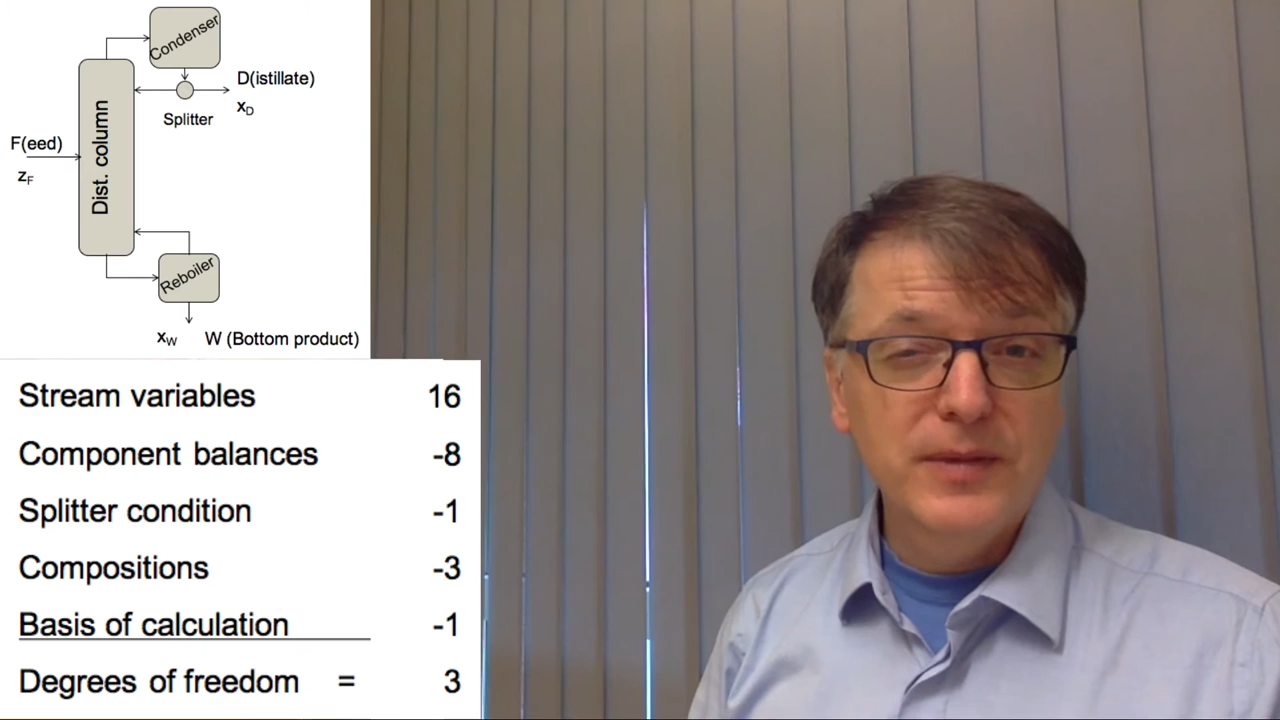 Condenser
D(istillate)
xD
Splitter
Dist. column
F(eed)
zF
Reboiler
xW W (Bottom product)
Stream variables 16
Component balances -8
Splitter condition -1
Compositions -3
Basis of calculation -1
Degrees of freedom = 3